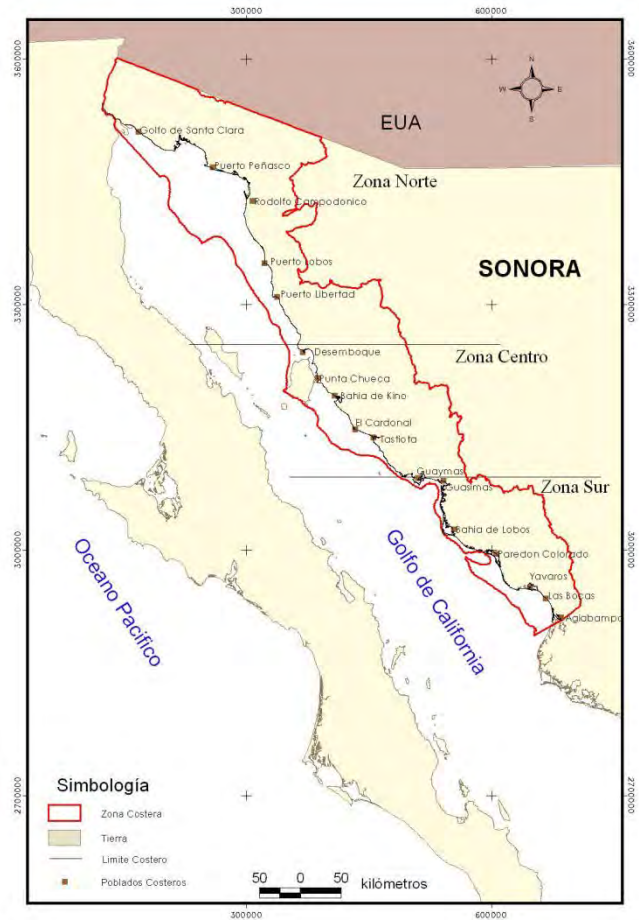 300000 600000
3600000 3600000
N
W E
S
EUA
Golfo de Santa Clara
Puerto Peñasco
Zona Norte
Rodolfo Campodonico
SONORA
Puerto Lobos
Puerto Libertad
3300000 3300000
Desemboque
Zona Centro
Punta Chueca
Bahia de Kino
El Cardonal
Tastiota
Guaymas
Guasimas
Zona Sur
Bahia de Lobos
3000000 3000000
Paredon Colorado
Yavaros
Las Bocas
Agiabampo
Oceano Pacifico
Golfo de California
2700000 2700000
Simbología
Zona Costera
Tierra
Limite Costero
Poblados Costeros
50 0 50
kilómetros
300000 600000